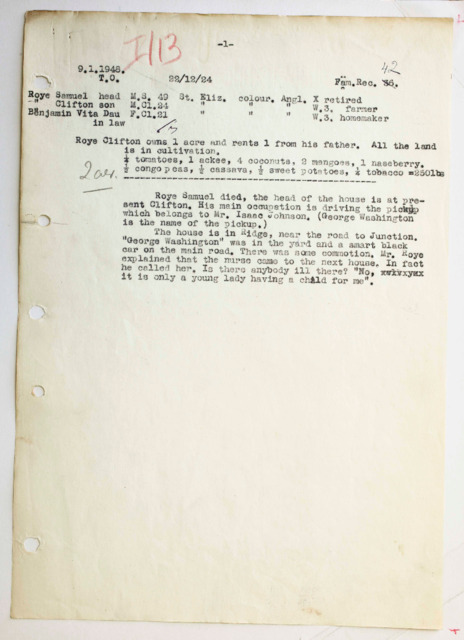 I/13
-1-
9.1.1948.
T.O. 22/12/24 Fam.Rec. 38, 42
Roye Samuel head M.S. 49 St. Eliz. colour. Angl. X retired
" Clifton son M.Cl.24 " " " W.3. farmer
Benjamin Vita Dau F.Cl.21 " " " W.3. homemaker
in law
Roye Clifton owns 1 acre and rents 1 from his father. All the land
is in cultivation.
2 ac.
¼ tomatoes, 1 ackee, 4 coconuts, 2 mangoes, 1 naseberry.
½ congo peas, ½ cassava, ½ sweet potatoes, ¼ tobacco =250lbs
Roye Samuel died, the head of the house is at pre-
sent Clifton. His main occupation is driving the pickup
which belongs to Mr. Isaac Johnson. (George Washington
is the name of the pickup.)
The house is in Ridge, near the road to Junction.
"George Washington" was in the yard and a smart black
car on the main road. There was some commotion. Mr. Roye
explained that the nurse came to the next house. In fact
he called her. Is there anybody ill there? "No,
it is only a young lady having a child for me".